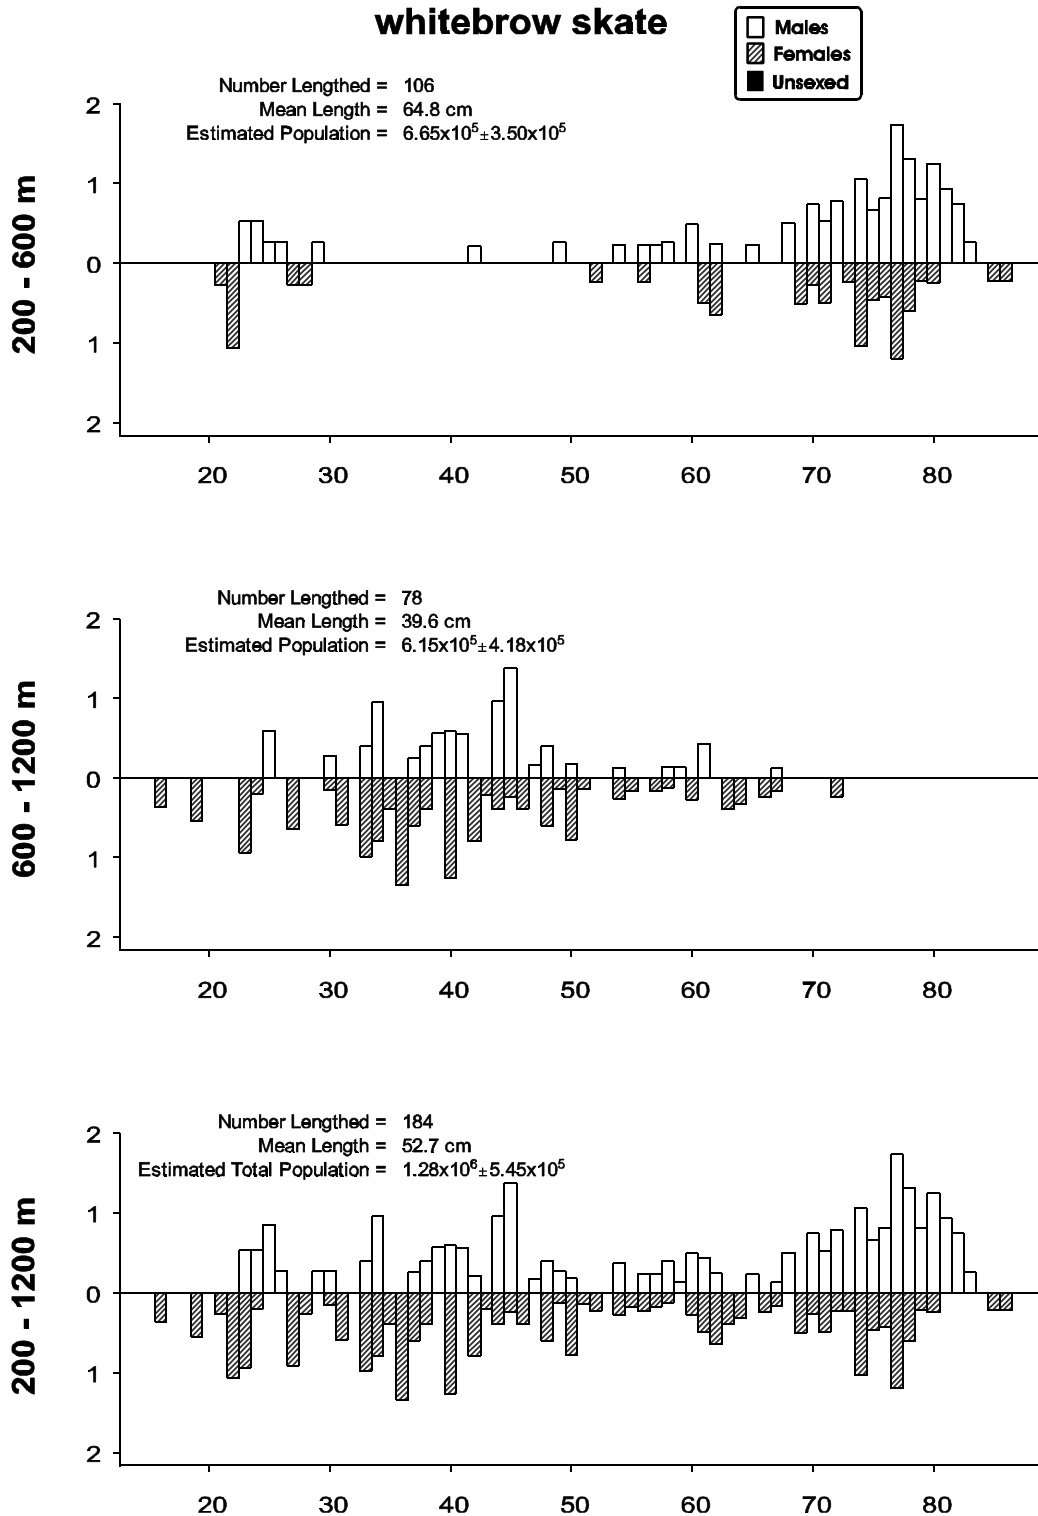 whitebrow skate
Males
Females
Unsexed
Number Lengthed = 106
Mean Length = 64.8 cm
Estimated Population = 6.65x10⁵±3.50x10⁵
200 - 600 m
2
1
0
1
2
20 30 40 50 60 70 80
Number Lengthed = 78
Mean Length = 39.6 cm
Estimated Population = 6.15x10⁵±4.18x10⁵
600 - 1200 m
2
1
0
1
2
20 30 40 50 60 70 80
Number Lengthed = 184
Mean Length = 52.7 cm
Estimated Total Population = 1.28x10⁶±5.45x10⁵
200 - 1200 m
2
1
0
1
2
20 30 40 50 60 70 80